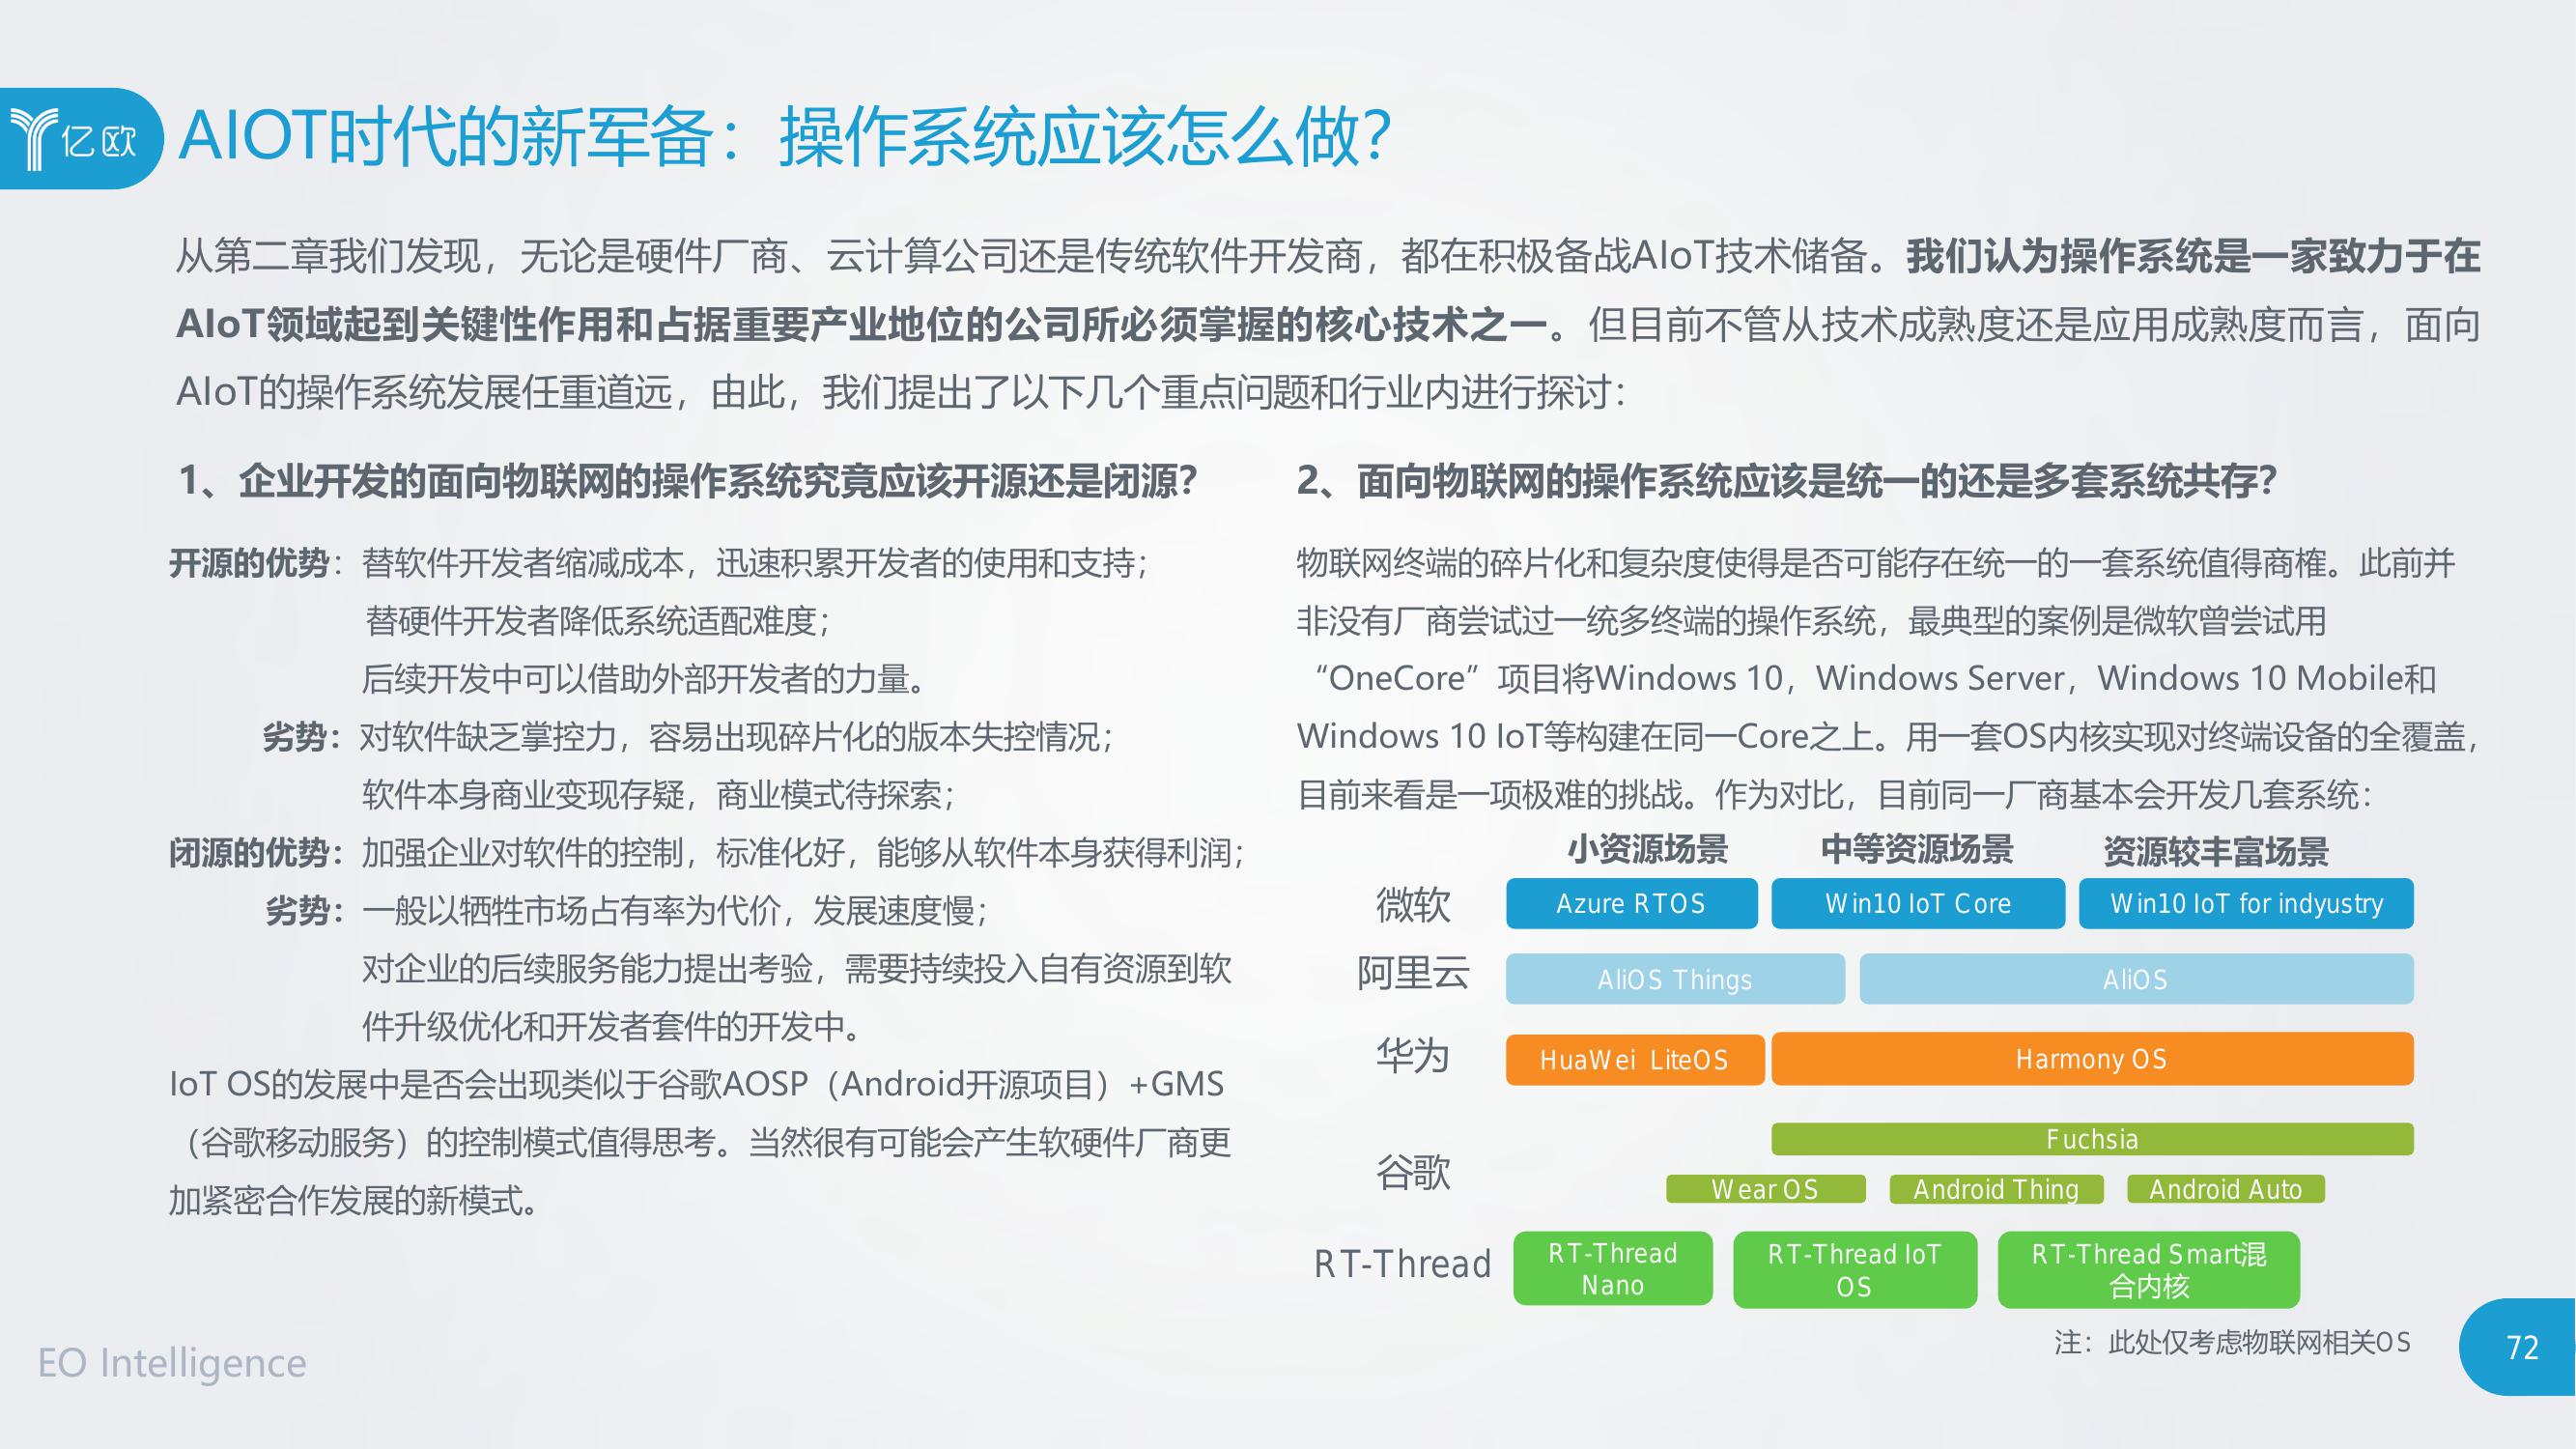 亿欧
AIOT时代的新军备：操作系统应该怎么做？
从第二章我们发现，无论是硬件厂商、云计算公司还是传统软件开发商，都在积极备战AIoT技术储备。我们认为操作系统是一家致力于在
AIoT领域起到关键性作用和占据重要产业地位的公司所必须掌握的核心技术之一。但目前不管从技术成熟度还是应用成熟度而言，面向
AIoT的操作系统发展任重道远，由此，我们提出了以下几个重点问题和行业内进行探讨：
1、企业开发的面向物联网的操作系统究竟应该开源还是闭源？
开源的优势：替软件开发者缩减成本，迅速积累开发者的使用和支持；
替硬件开发者降低系统适配难度；
后续开发中可以借助外部开发者的力量。
劣势：对软件缺乏掌控力，容易出现碎片化的版本失控情况；
软件本身商业变现存疑，商业模式待探索；
闭源的优势：加强企业对软件的控制，标准化好，能够从软件本身获得利润；
劣势：一般以牺牲市场占有率为代价，发展速度慢；
对企业的后续服务能力提出考验，需要持续投入自有资源到软
件升级优化和开发者套件的开发中。
IoT OS的发展中是否会出现类似于谷歌AOSP（Android开源项目）+GMS
（谷歌移动服务）的控制模式值得思考。当然很有可能会产生软硬件厂商更
加紧密合作发展的新模式。
2、面向物联网的操作系统应该是统一的还是多套系统共存？
物联网终端的碎片化和复杂度使得是否可能存在统一的一套系统值得商榷。此前并
非没有厂商尝试过一统多终端的操作系统，最典型的案例是微软曾尝试用
“OneCore”项目将Windows 10，Windows Server，Windows 10 Mobile和
Windows 10 IoT等构建在同一Core之上。用一套OS内核实现对终端设备的全覆盖，
目前来看是一项极难的挑战。作为对比，目前同一厂商基本会开发几套系统：
小资源场景 中等资源场景 资源较丰富场景
微软 Azure RTOS Win10 IoT Core Win10 IoT for indyustry
阿里云 AliOS Things AliOS
华为 HuaWei LiteOS Harmony OS
Fuchsia
谷歌
Wear OS Android Thing Android Auto
RT-Thread
RT-Thread
Nano
RT-Thread IoT
OS
RT-Thread Smart混
合内核
注：此处仅考虑物联网相关OS
EO Intelligence
72